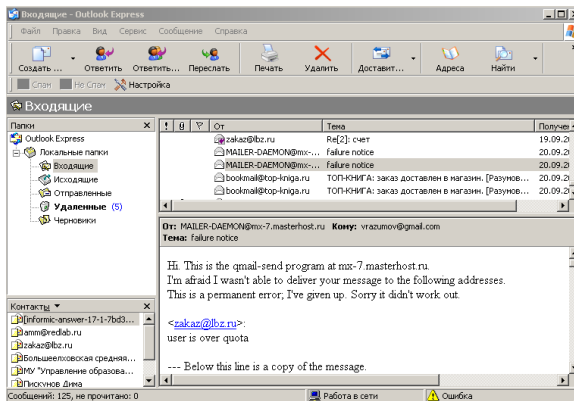 Входящие - Outlook Express
Файл Правка Вид Сервис Сообщение Справка
Создать ... Ответить Ответить... Переслать Печать Удалить Доставит... Адреса Найти
Спам Не Спам Настройка
Входящие
Папки
Outlook Express
Локальные папки
Входящие
Исходящие
Отправленные
Удаленные (5)
Черновики
От Тема Получен
zakaz@lbz.ru Re[2]: счет 19.09.20
MAILER-DAEMON@mx-... failure notice 20.09.20
MAILER-DAEMON@mx-... failure notice 20.09.20
bookmail@top-kniga.ru ТОП-КНИГА: заказ доставлен в магазин. [Разумов... 20.09.20
bookmail@top-kniga.ru ТОП-КНИГА: заказ доставлен в магазин. [Разумов... 20.09.20
От: MAILER-DAEMON@mx-7.masterhost.ru Кому: vrazumov@gmail.com
Тема: failure notice
Hi. This is the qmail-send program at mx-7.masterhost.ru.
I'm afraid I wasn't able to deliver your message to the following addresses.
This is a permanent error; I've given up. Sorry it didn't work out.
<zakaz@lbz.ru>:
user is over quota
--- Below this line is a copy of the message.
Контакты
[informic-answer-17-1-7bd3...
amm@redlab.ru
zakaz@lbz.ru
Большеелховская средняя...
МУ "Управление образова...
Пискунов Дима
Сообщений: 125, не прочитано: 0 Работа в сети Ошибка